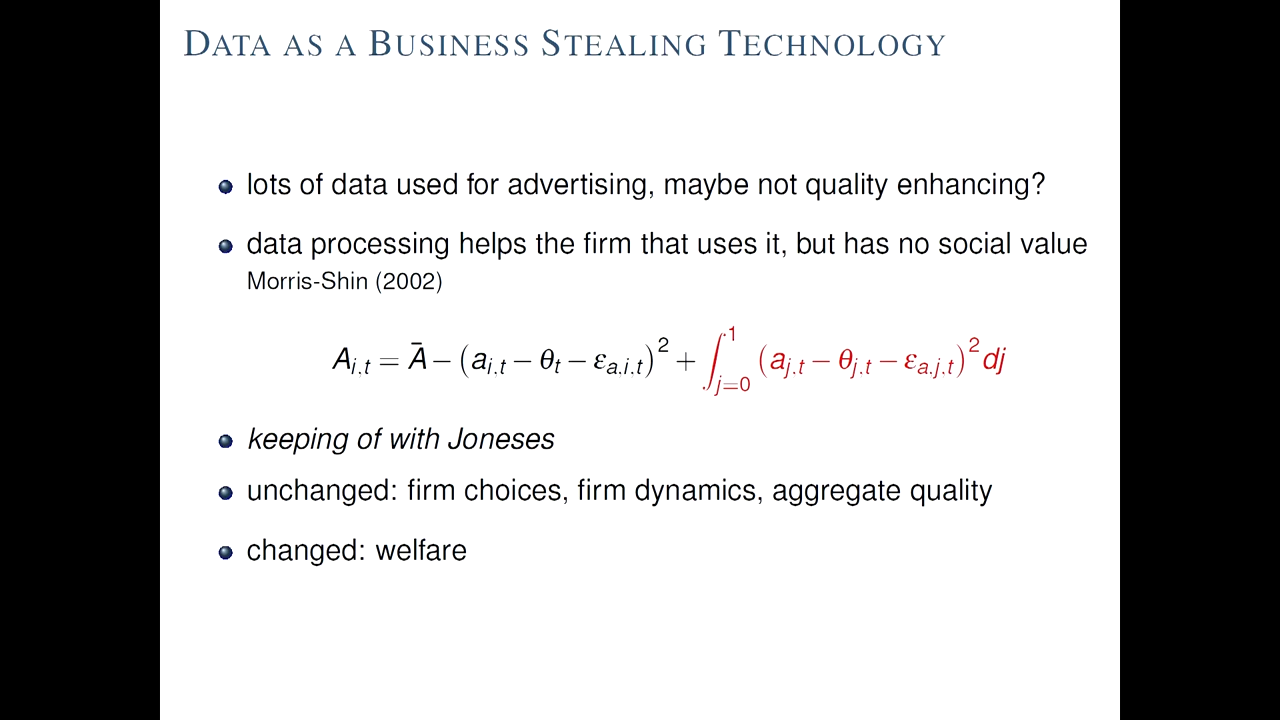 DATA AS A BUSINESS STEALING TECHNOLOGY
lots of data used for advertising, maybe not quality enhancing?
data processing helps the firm that uses it, but has no social value
Morris-Shin (2002)
A_{i,t} = Ā − (a_{i,t} − θ_t − ε_{a,i,t})² + ∫_{j=0}^{1} (a_{j,t} − θ_{j,t} − ε_{a,j,t})² dj
keeping of with Joneses
unchanged: firm choices, firm dynamics, aggregate quality
changed: welfare